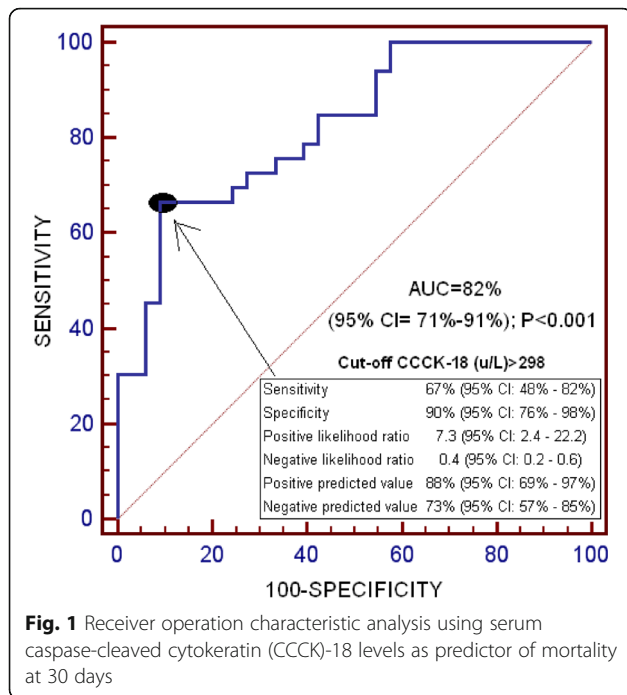 100
80
60
40
20
0
SENSITIVITY
AUC=82%
(95% CI= 71%-91%); P<0.001
Cut-off CCCK-18 (u/L)>298
Sensitivity 67% (95% CI: 48% - 82%)
Specificity 90% (95% CI: 76% - 98%)
Positive likelihood ratio 7.3 (95% CI: 2.4 - 22.2)
Negative likelihood ratio 0.4 (95% CI: 0.2 - 0.6)
Positive predicted value 88% (95% CI: 69% - 97%)
Negative predicted value 73% (95% CI: 57% - 85%)
0 20 40 60 80 100
100-SPECIFICITY
Fig. 1 Receiver operation characteristic analysis using serum
caspase-cleaved cytokeratin (CCCK)-18 levels as predictor of mortality
at 30 days